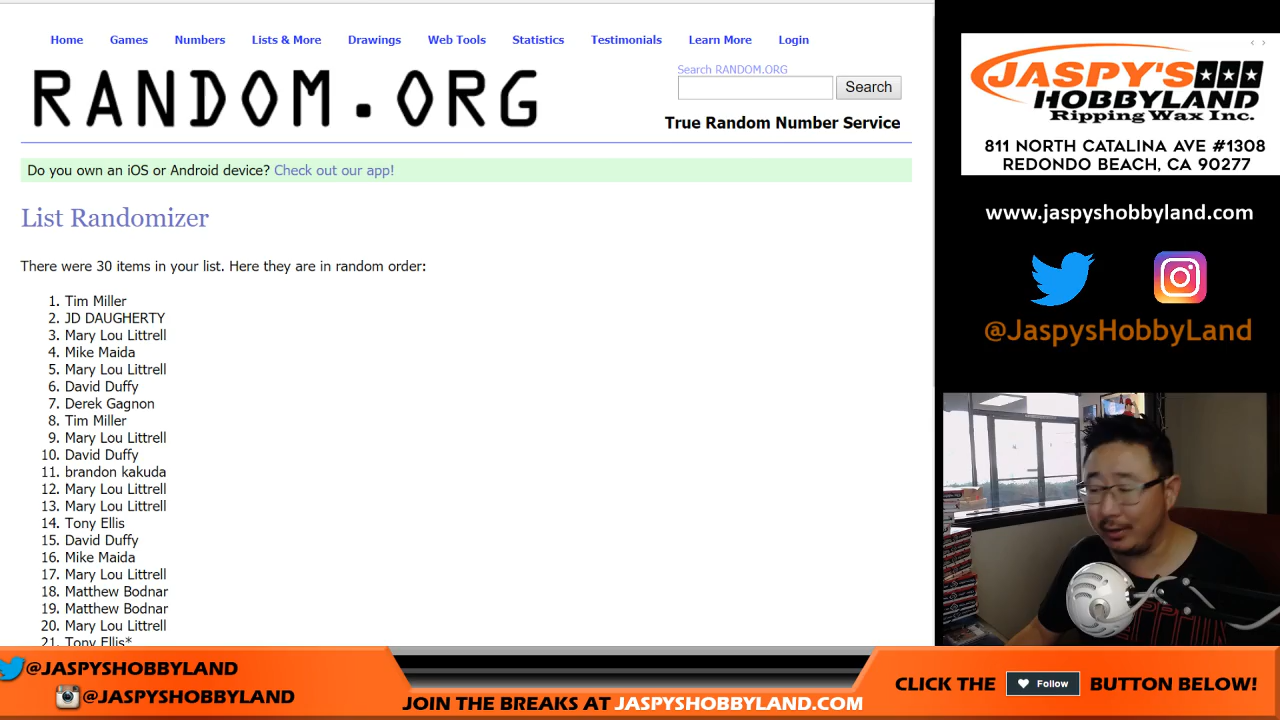 Home Games Numbers Lists & More Drawings Web Tools Statistics Testimonials Learn More Login
RANDOM.ORG
Search RANDOM.ORG
Search
True Random Number Service
Do you own an iOS or Android device? Check out our app!
List Randomizer
There were 30 items in your list. Here they are in random order:
1. Tim Miller
2. JD DAUGHERTY
3. Mary Lou Littrell
4. Mike Maida
5. Mary Lou Littrell
6. David Duffy
7. Derek Gagnon
8. Tim Miller
9. Mary Lou Littrell
10. David Duffy
11. brandon kakuda
12. Mary Lou Littrell
13. Mary Lou Littrell
14. Tony Ellis
15. David Duffy
16. Mike Maida
17. Mary Lou Littrell
18. Matthew Bodnar
19. Matthew Bodnar
20. Mary Lou Littrell
21. Tony Ellis*
JASPY'S
HOBBYLAND
Ripping Wax Inc.
811 NORTH CATALINA AVE #1308
REDONDO BEACH, CA 90277
www.jaspyshobbyland.com
@JaspysHobbyLand
@JASPYSHOBBYLAND
@JASPYSHOBBYLAND
JOIN THE BREAKS AT JASPYSHOBBYLAND.COM
CLICK THE Follow BUTTON BELOW!